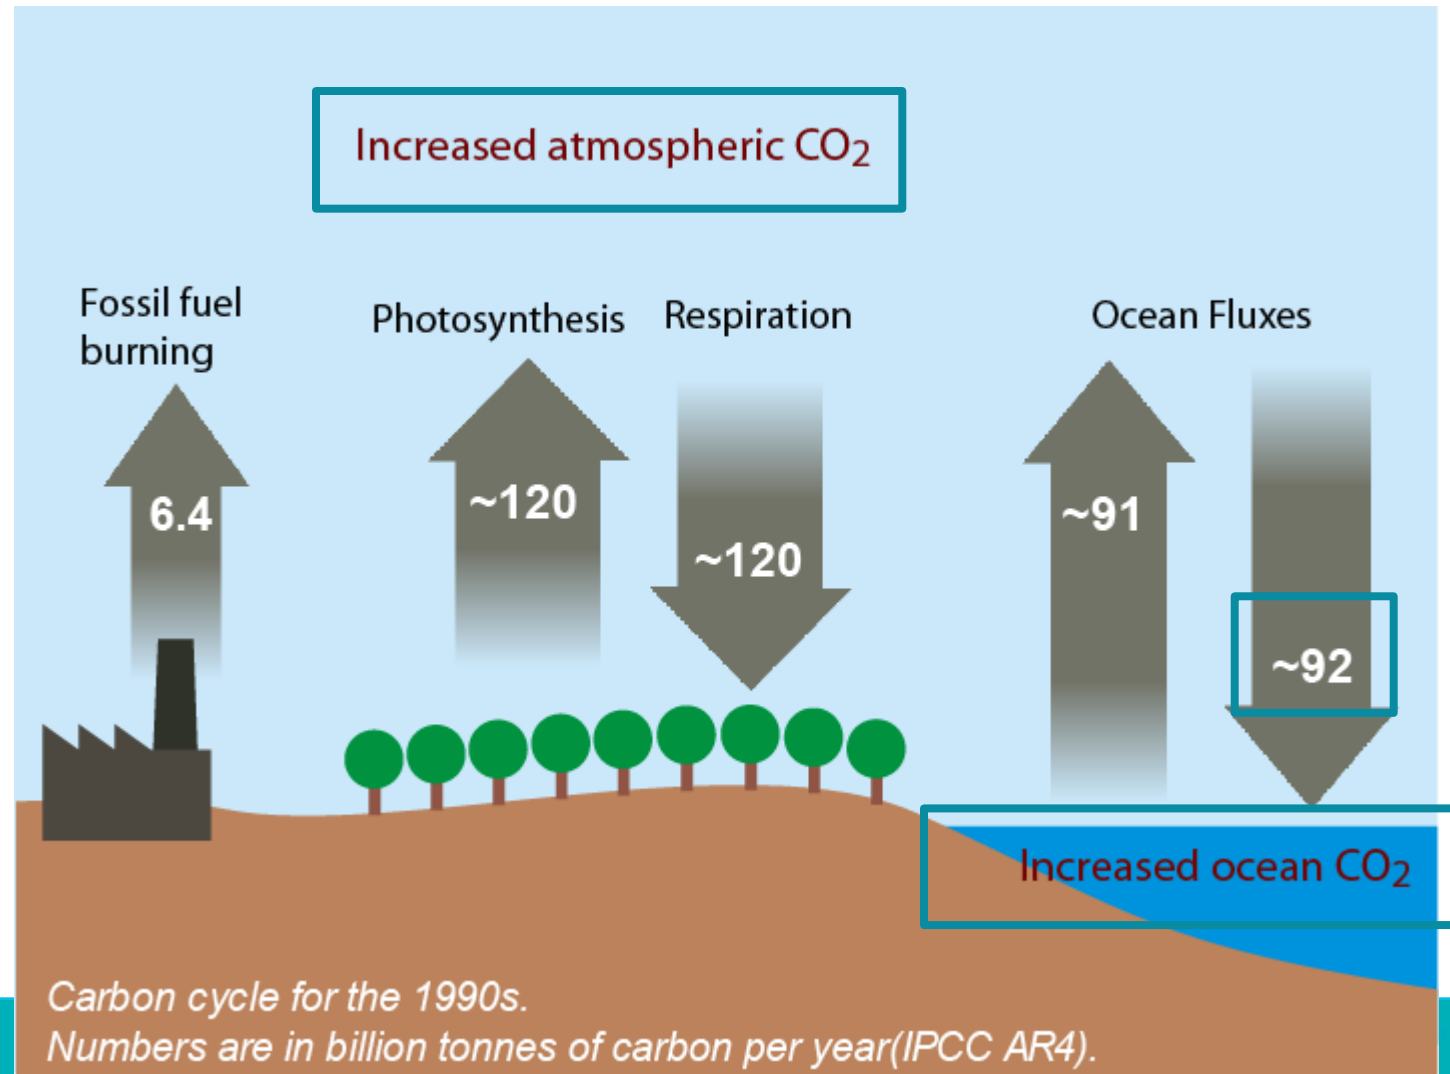 Increased atmospheric CO₂
Fossil fuel
burning
Photosynthesis
Respiration
Ocean Fluxes
6.4
~120
~120
~91
~92
Increased ocean CO₂
Carbon cycle for the 1990s.
Numbers are in billion tonnes of carbon per year(IPCC AR4).